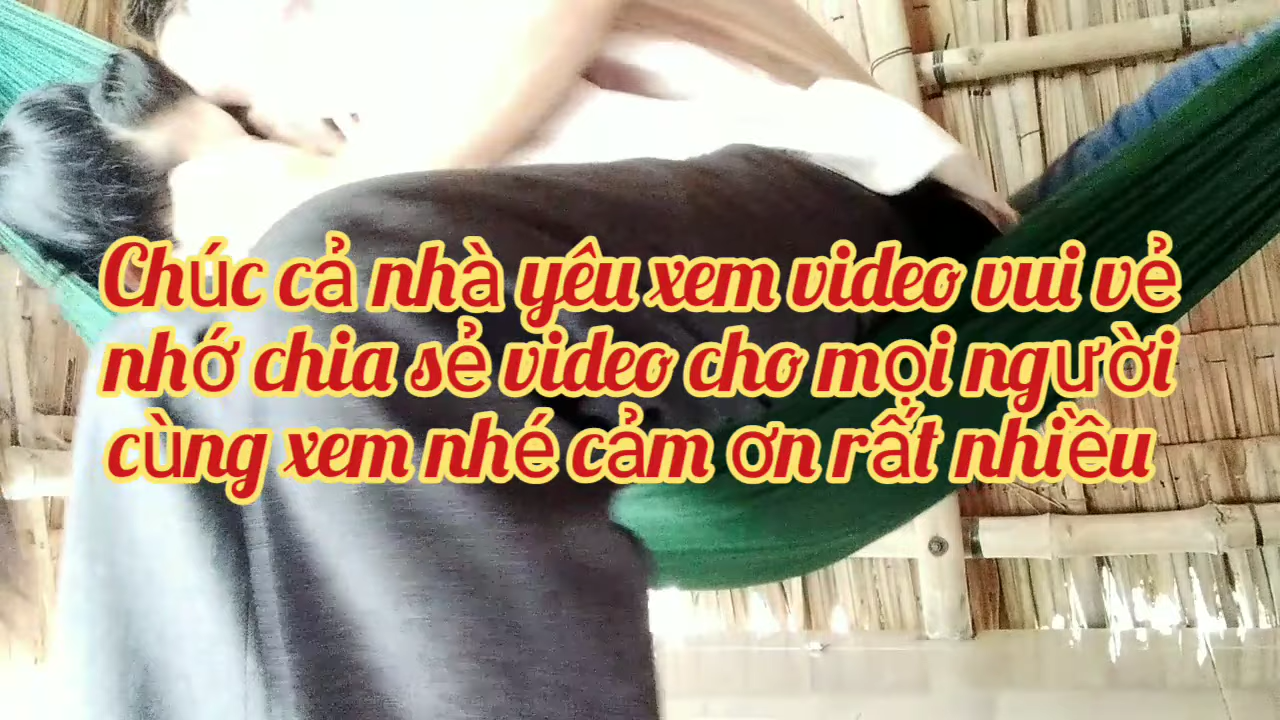 Chúc cả nhà yêu xem video vui vẻ
nhớ chia sẻ video cho mọi người
cùng xem nhé cảm ơn rất nhiều